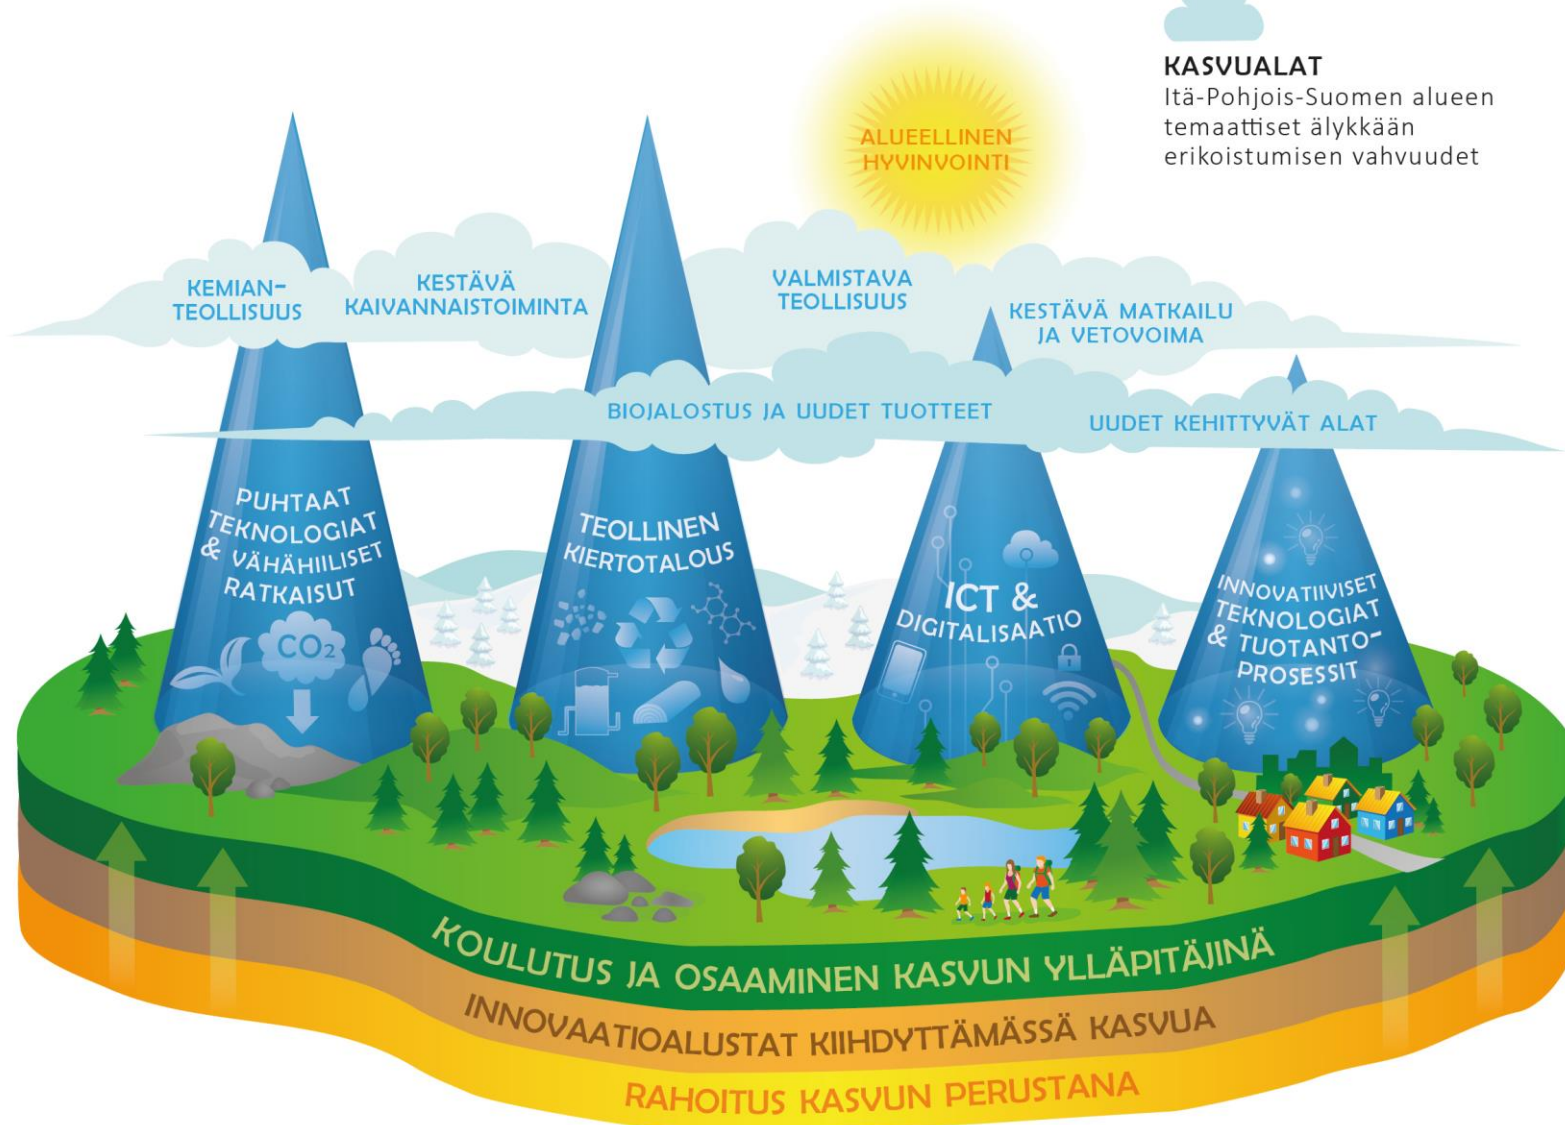 KASVUALAT
Itä-Pohjois-Suomen alueen
temaattiset älykkään
erikoistumisen vahvuudet
ALUEELLINEN
HYVINVOINTI
KEMIAN-
TEOLLISUUS
KESTÄVÄ
KAIVANNAISTOIMINTA
VALMISTAVA
TEOLLISUUS
KESTÄVÄ MATKAILU
JA VETOVOIMA
BIOJALOSTUS JA UUDET TUOTTEET
UUDET KEHITTYVÄT ALAT
PUHTAAT
TEKNOLOGIAT
& VÄHÄHIILISET
RATKAISUT
CO₂
TEOLLINEN
KIERTOTALOUS
ICT &
DIGITALISAATIO
INNOVATIIVISET
TEKNOLOGIAT
& TUOTANTO-
PROSESSIT
KOULUTUS JA OSAAMINEN KASVUN YLLÄPITÄJINÄ
INNOVAATIOALUSTAT KIIHDYTTÄMÄSSÄ KASVUA
RAHOITUS KASVUN PERUSTANA